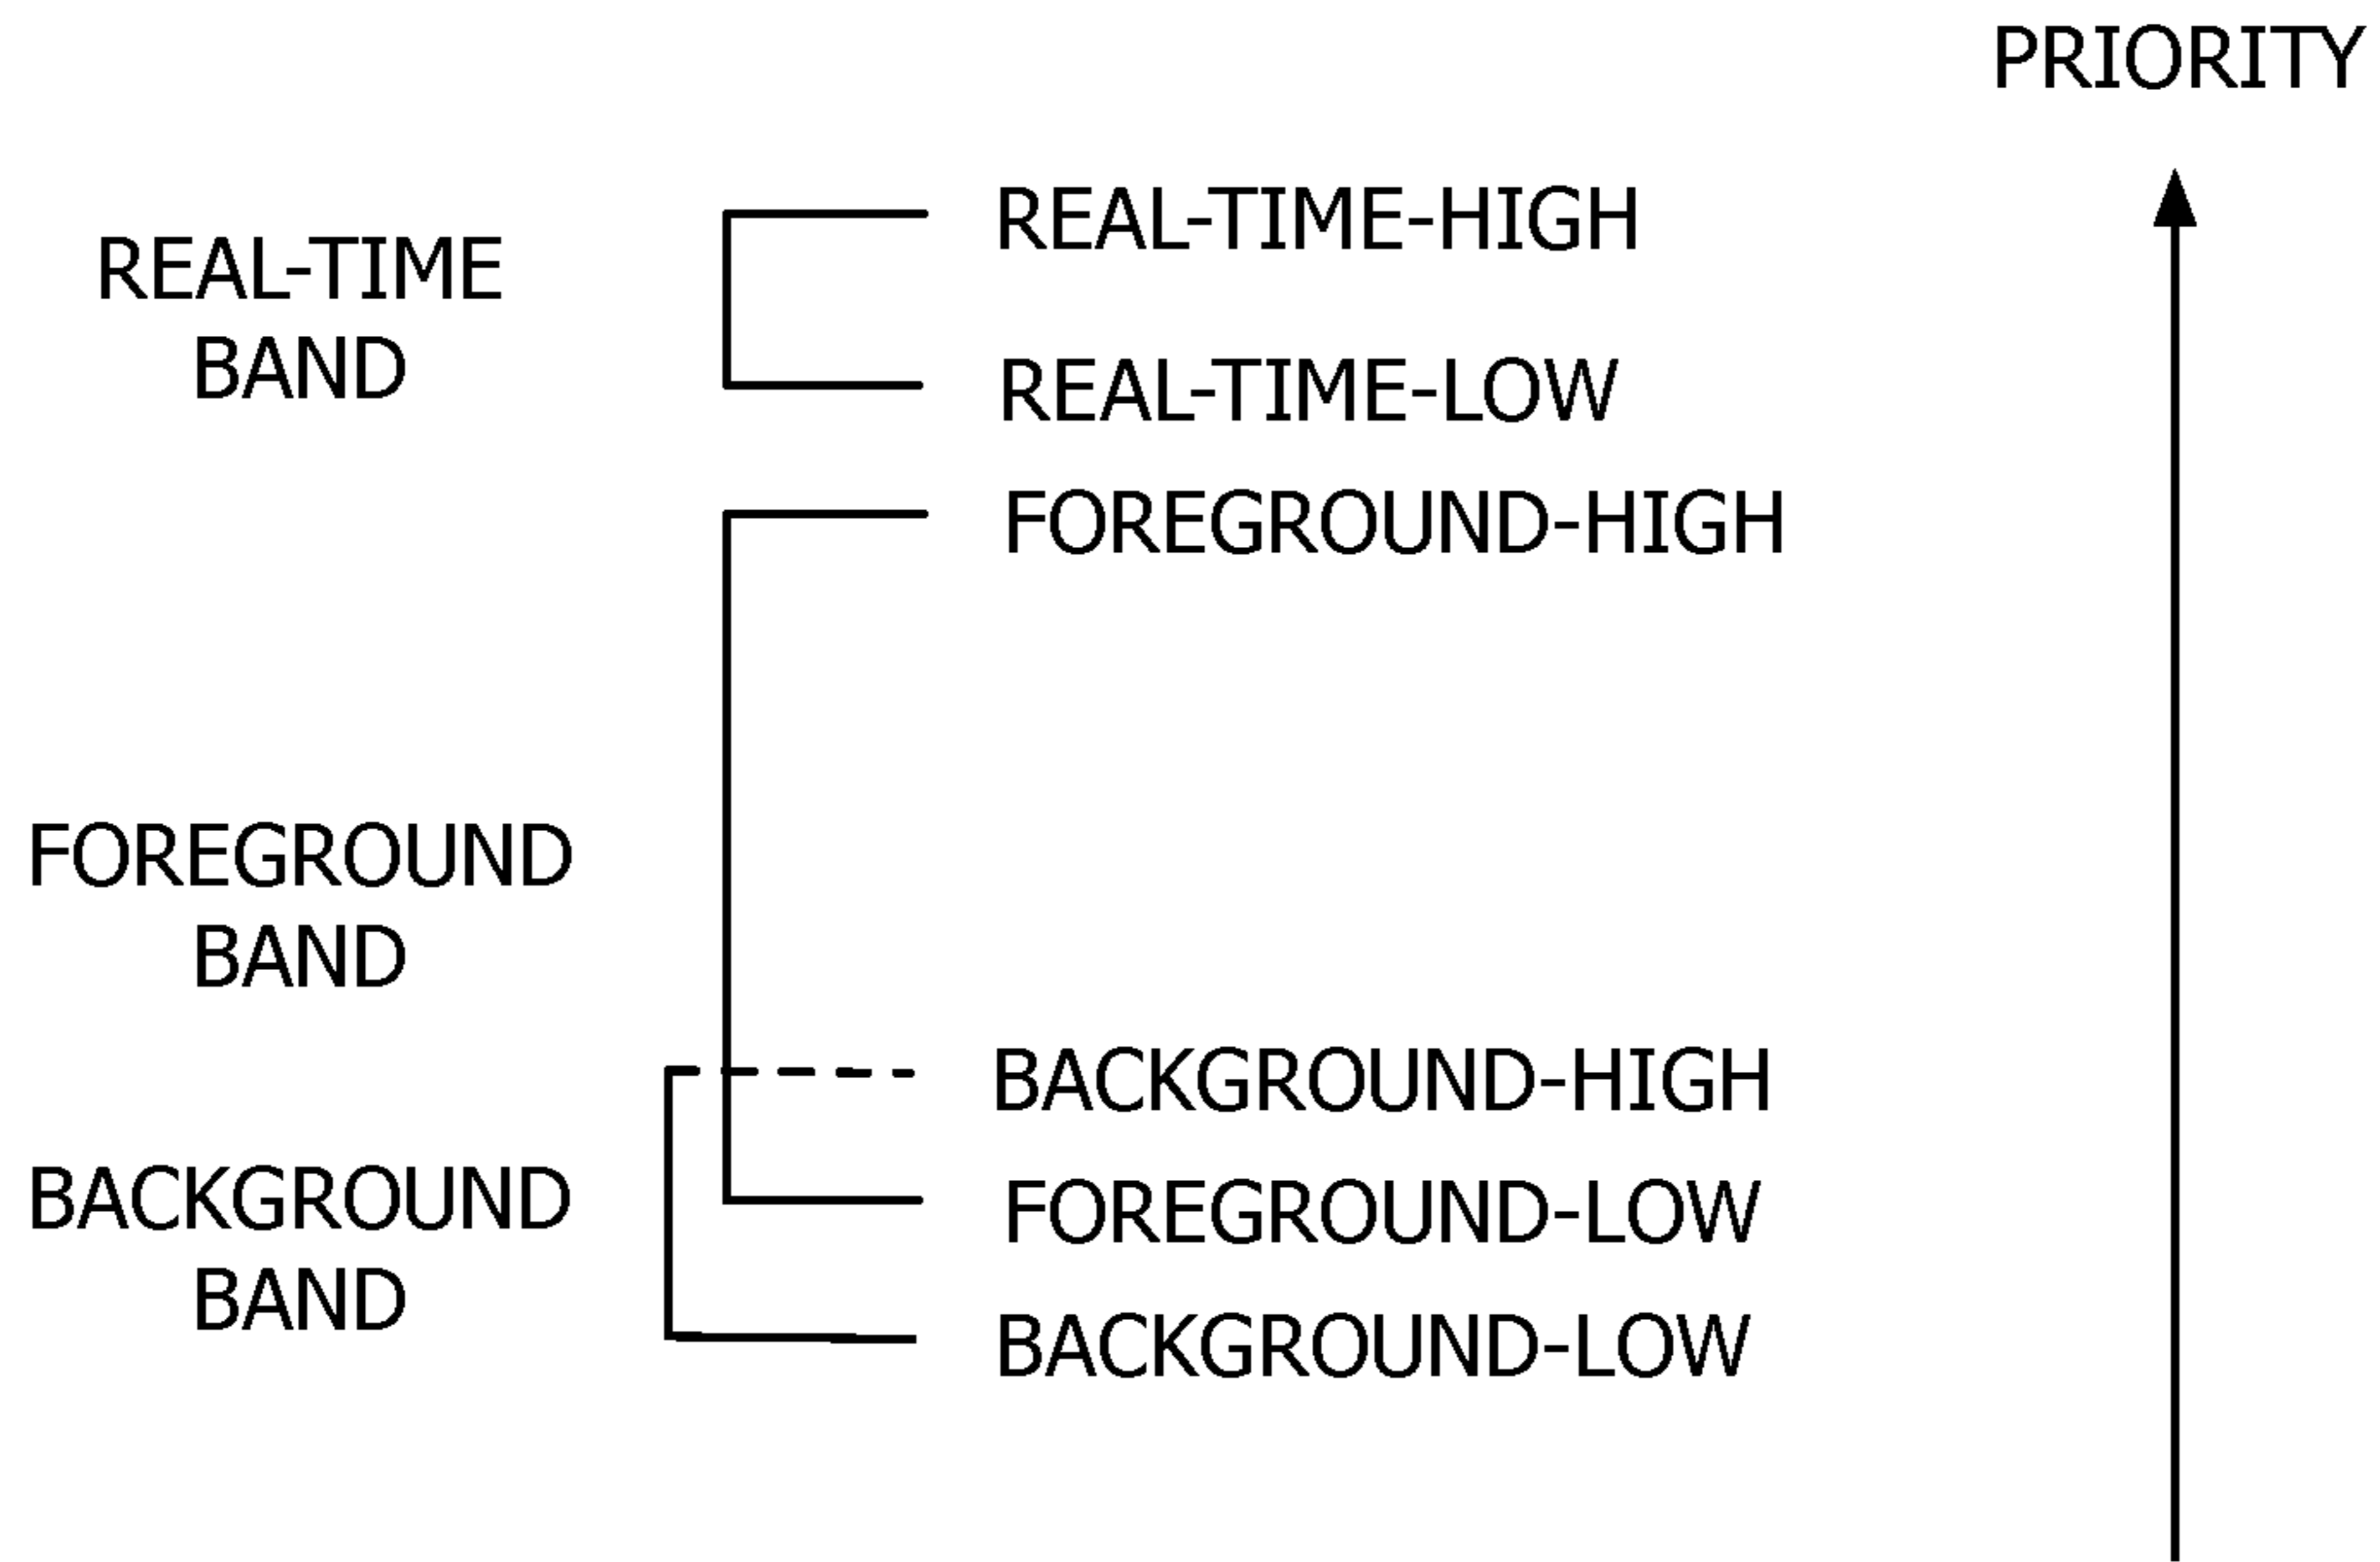 PRIORITY
REAL-TIME
BAND
REAL-TIME-HIGH
REAL-TIME-LOW
FOREGROUND-HIGH
FOREGROUND
BAND
BACKGROUND-HIGH
BACKGROUND
BAND
FOREGROUND-LOW
BACKGROUND-LOW